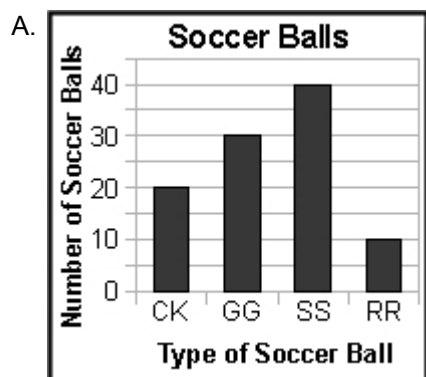 A.
Soccer Balls
Number of Soccer Balls
40
30
20
10
0
CK GG SS RR
Type of Soccer Ball